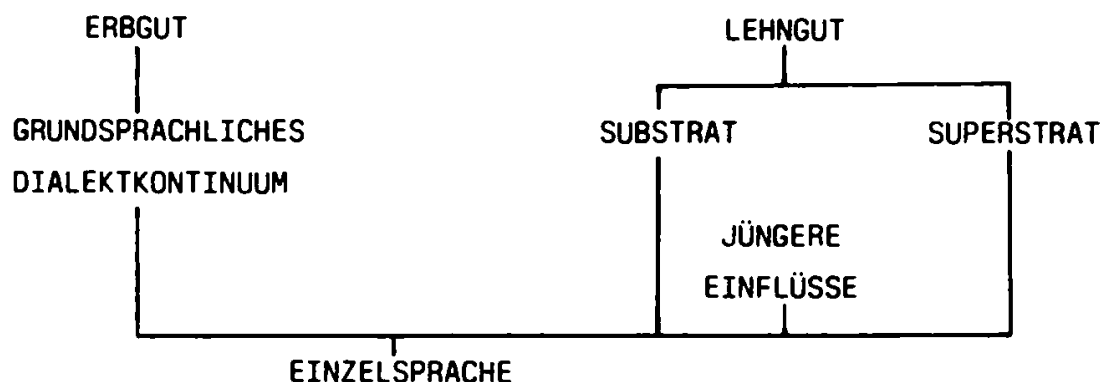 ERBGUT
LEHNGUT
GRUNDSPRACHLICHES
DIALEKTKONTINUUM
SUBSTRAT
SUPERSTRAT
JÜNGERE
EINFLÜSSE
EINZELSPRACHE